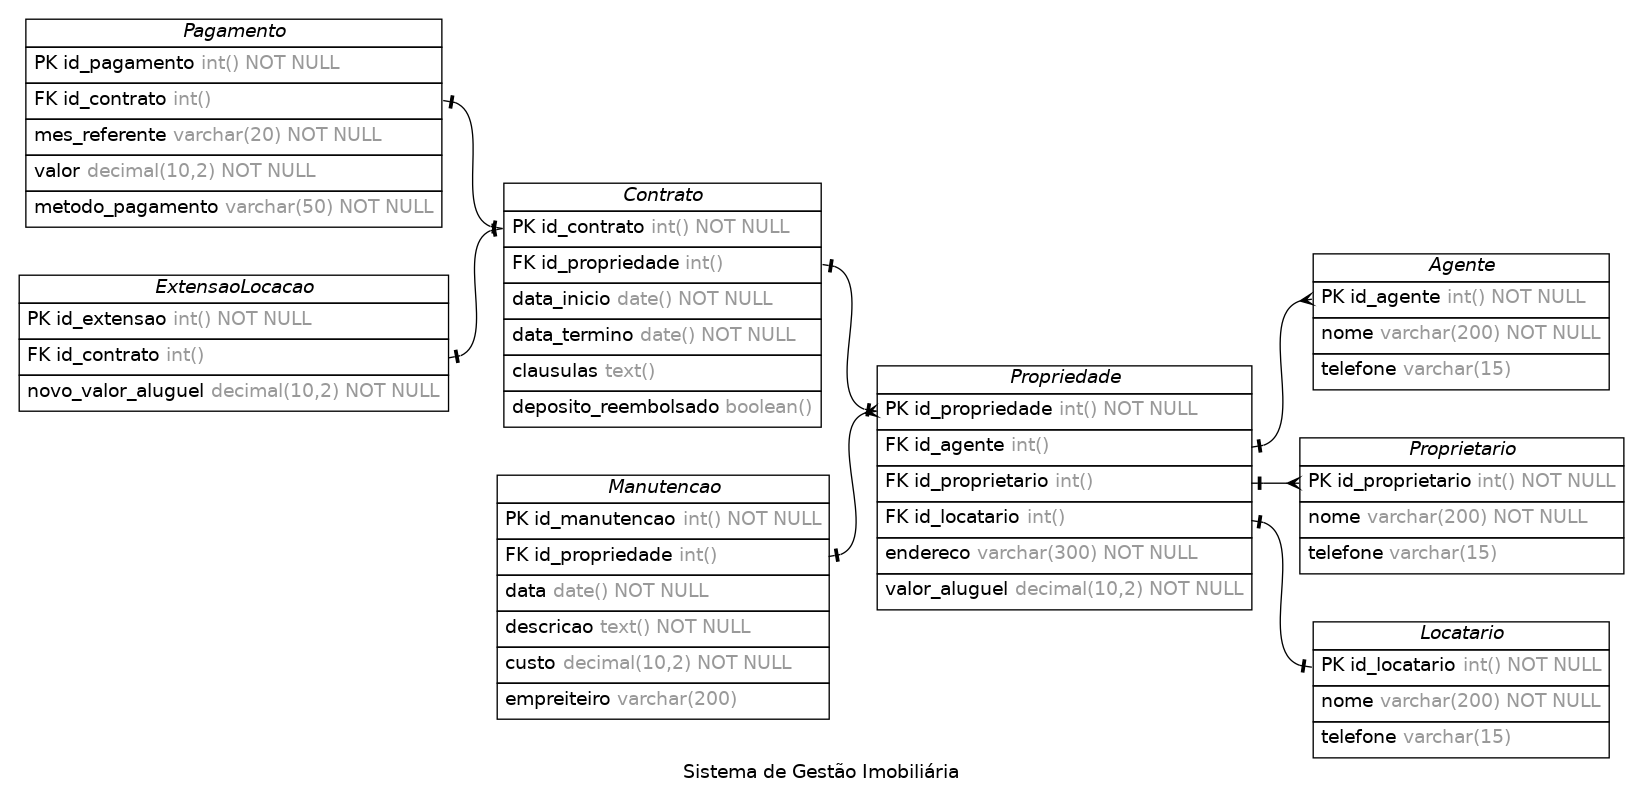 Pagamento
PK id_pagamento int() NOT NULL
FK id_contrato int()
mes_referente varchar(20) NOT NULL
valor decimal(10,2) NOT NULL
metodo_pagamento varchar(50) NOT NULL
ExtensaoLocacao
PK id_extensao int() NOT NULL
FK id_contrato int()
novo_valor_aluguel decimal(10,2) NOT NULL
Contrato
PK id_contrato int() NOT NULL
FK id_propriedade int()
data_inicio date() NOT NULL
data_termino date() NOT NULL
clausulas text()
deposito_reembolsado boolean()
Manutencao
PK id_manutencao int() NOT NULL
FK id_propriedade int()
data date() NOT NULL
descricao text() NOT NULL
custo decimal(10,2) NOT NULL
empreiteiro varchar(200)
Propriedade
PK id_propriedade int() NOT NULL
FK id_agente int()
FK id_proprietario int()
FK id_locatario int()
endereco varchar(300) NOT NULL
valor_aluguel decimal(10,2) NOT NULL
Agente
PK id_agente int() NOT NULL
nome varchar(200) NOT NULL
telefone varchar(15)
Proprietario
PK id_proprietario int() NOT NULL
nome varchar(200) NOT NULL
telefone varchar(15)
Locatario
PK id_locatario int() NOT NULL
nome varchar(200) NOT NULL
telefone varchar(15)
Sistema de Gestão Imobiliária